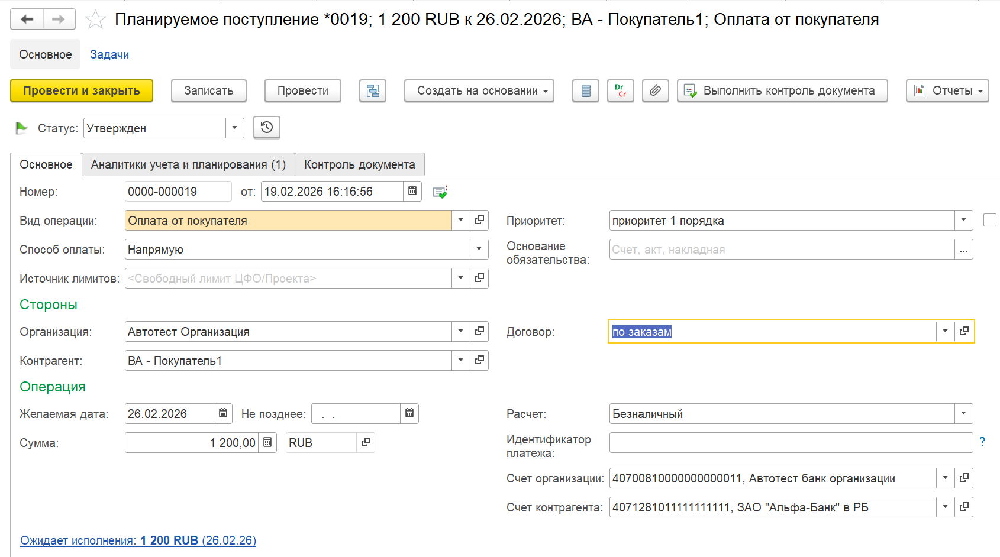 Планируемое поступление *0019; 1 200 RUB к 26.02.2026; ВА - Покупатель1; Оплата от покупателя
Основное Задачи
Провести и закрыть Записать Провести Создать на основании Dr Cr Выполнить контроль документа Отчеты
Статус: Утвержден
Основное Аналитики учета и планирования (1) Контроль документа
Номер: 0000-000019 от: 19.02.2026 16:16:56
Вид операции: Оплата от покупателя Приоритет: приоритет 1 порядка
Способ оплаты: Напрямую Основание обязательства: Счет, акт, накладная ...
Источник лимитов: <Свободный лимит ЦФО/Проекта>
Стороны
Организация: Автотест Организация Договор: по заказам
Контрагент: ВА - Покупатель1
Операция
Желаемая дата: 26.02.2026 Не позднее: . . Расчет: Безналичный
Сумма: 1 200,00 RUB Идентификатор платежа: ?
Счет организации: 40700810000000000011, Автотест банк организации
Счет контрагента: 4071281011111111111, ЗАО "Альфа-Банк" в РБ
Ожидает исполнения: 1 200 RUB (26.02.26)